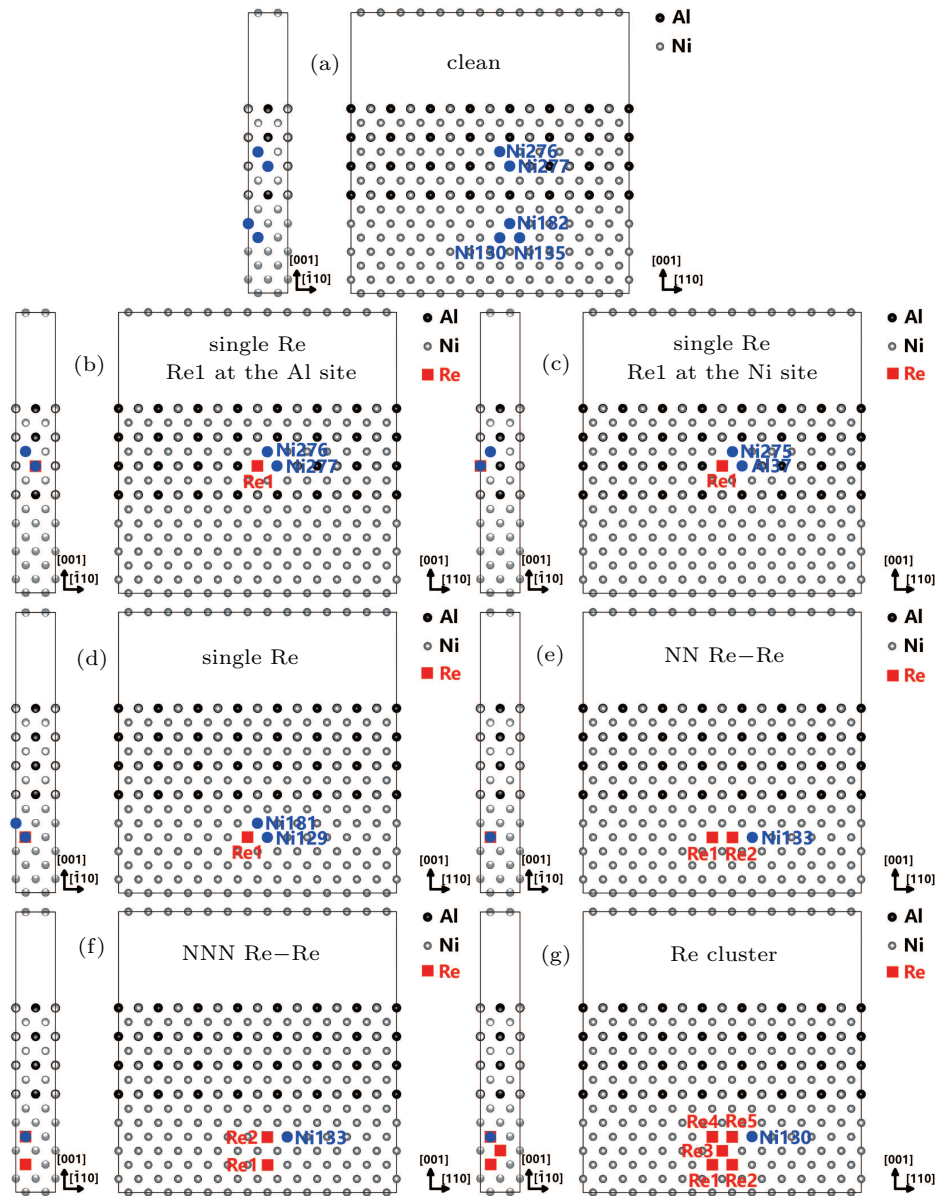 Al
Ni
(a)
clean
Ni276
Ni277
Ni182
Ni130 Ni135
[001]
[1̄10]
[001]
[110]
(b)
single Re
Re1 at the Al site
Al
Ni
Re
Ni276
Ni277
Re1
[001]
[1̄10]
[001]
[110]
(c)
single Re
Re1 at the Ni site
Al
Ni
Re
Ni275
Al37
Re1
[001]
[1̄10]
[001]
[110]
(d)
single Re
Al
Ni
Re
Ni181
Ni129
Re1
[001]
[1̄10]
[001]
[110]
(e)
NN Re−Re
Al
Ni
Re
Ni133
Re1 Re2
[001]
[1̄10]
[001]
[110]
(f)
NNN Re−Re
Al
Ni
Re
Re2 Ni133
Re1
[001]
[1̄10]
[001]
[110]
(g)
Re cluster
Al
Ni
Re
Re4 Re5
Ni130
Re3
Re1 Re2
[001]
[1̄10]
[001]
[110]